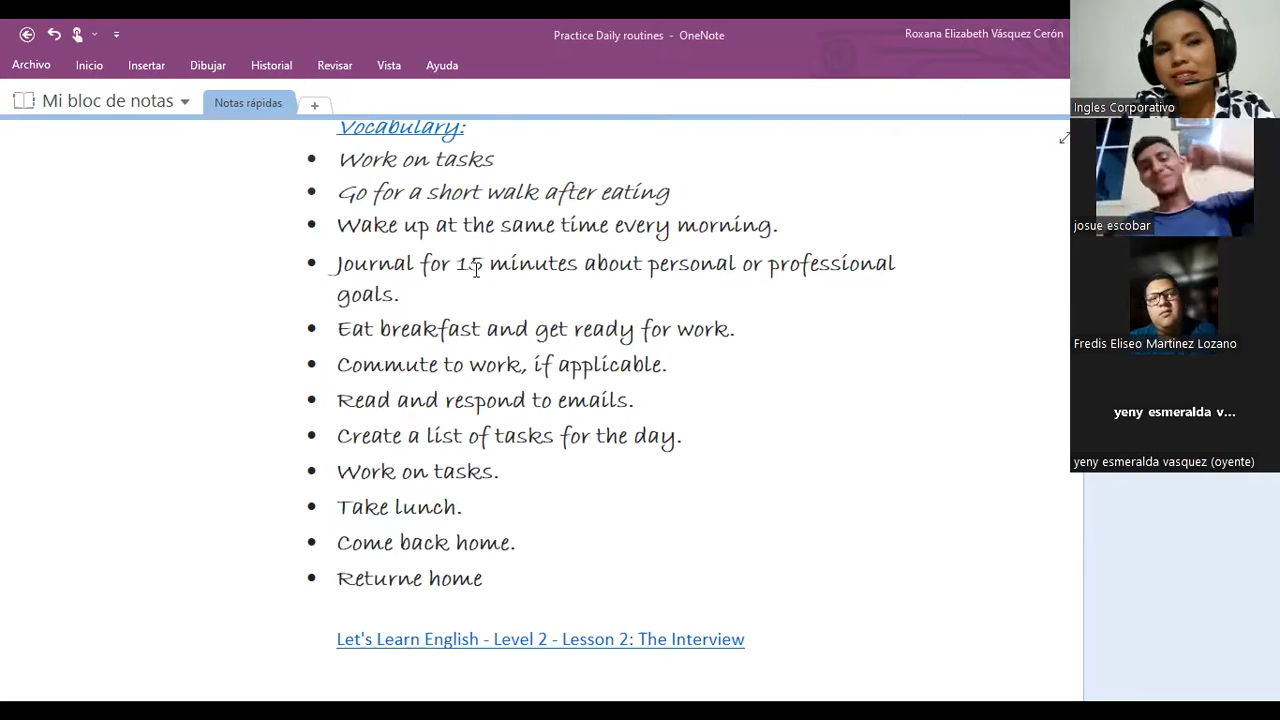 Practice Daily routines - OneNote
Roxana Elizabeth Vásquez Cerón
Archivo Inicio Insertar Dibujar Historial Revisar Vista Ayuda
Mi bloc de notas Notas rápidas +
Vocabulary:
• Work on tasks
• Go for a short walk after eating
• Wake up at the same time every morning.
• Journal for 15 minutes about personal or professional
goals.
• Eat breakfast and get ready for work.
• Commute to work, if applicable.
• Read and respond to emails.
• Create a list of tasks for the day.
• Work on tasks.
• Take lunch.
• Come back home.
• Returne home
Let's Learn English - Level 2 - Lesson 2: The Interview
Ingles Corporativo
josue escobar
Fredis Eliseo Martinez Lozano
yeny esmeralda v...
yeny esmeralda vasquez (oyente)